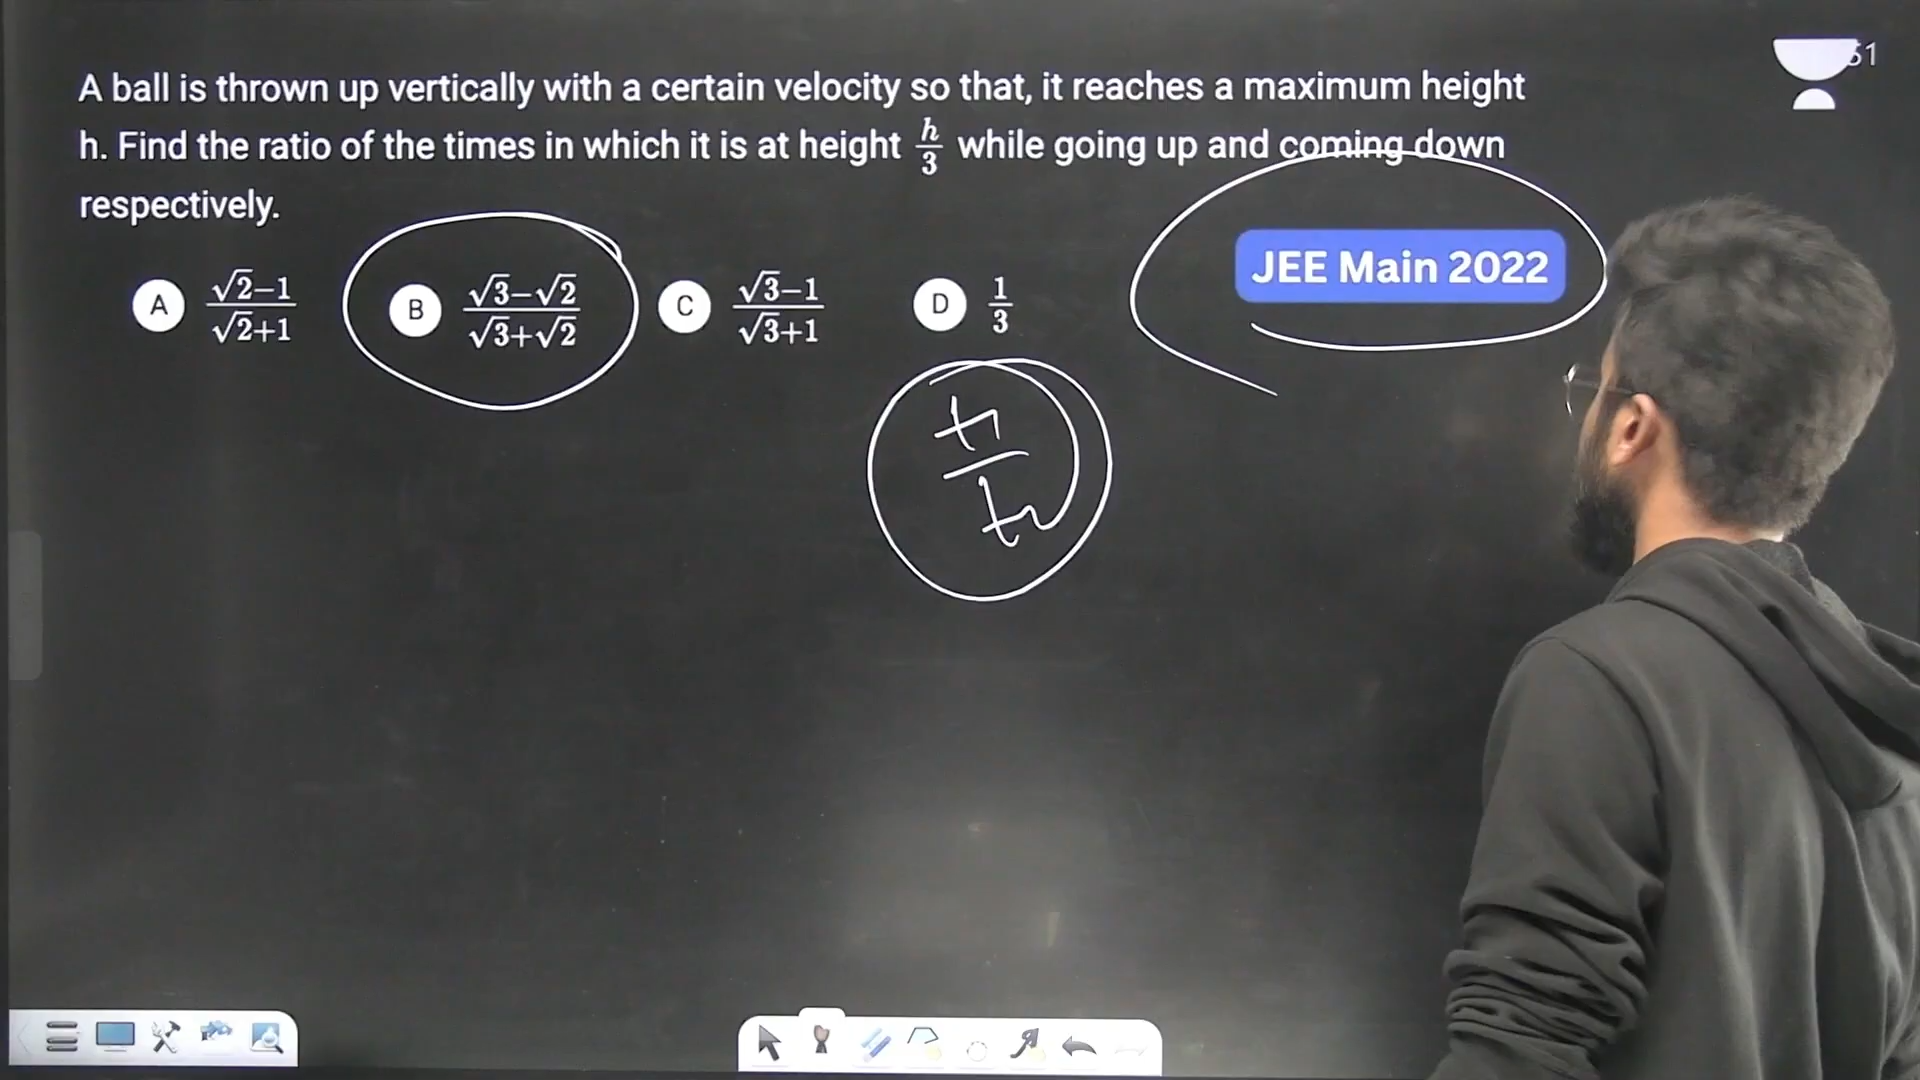 A ball is thrown up vertically with a certain velocity so that, it reaches a maximum height
h. Find the ratio of the times in which it is at height h/3 while going up and coming down
respectively.
JEE Main 2022
A (√2−1)/(√2+1) B (√3−√2)/(√3+√2) C (√3−1)/(√3+1) D 1/3
t1/t2
51